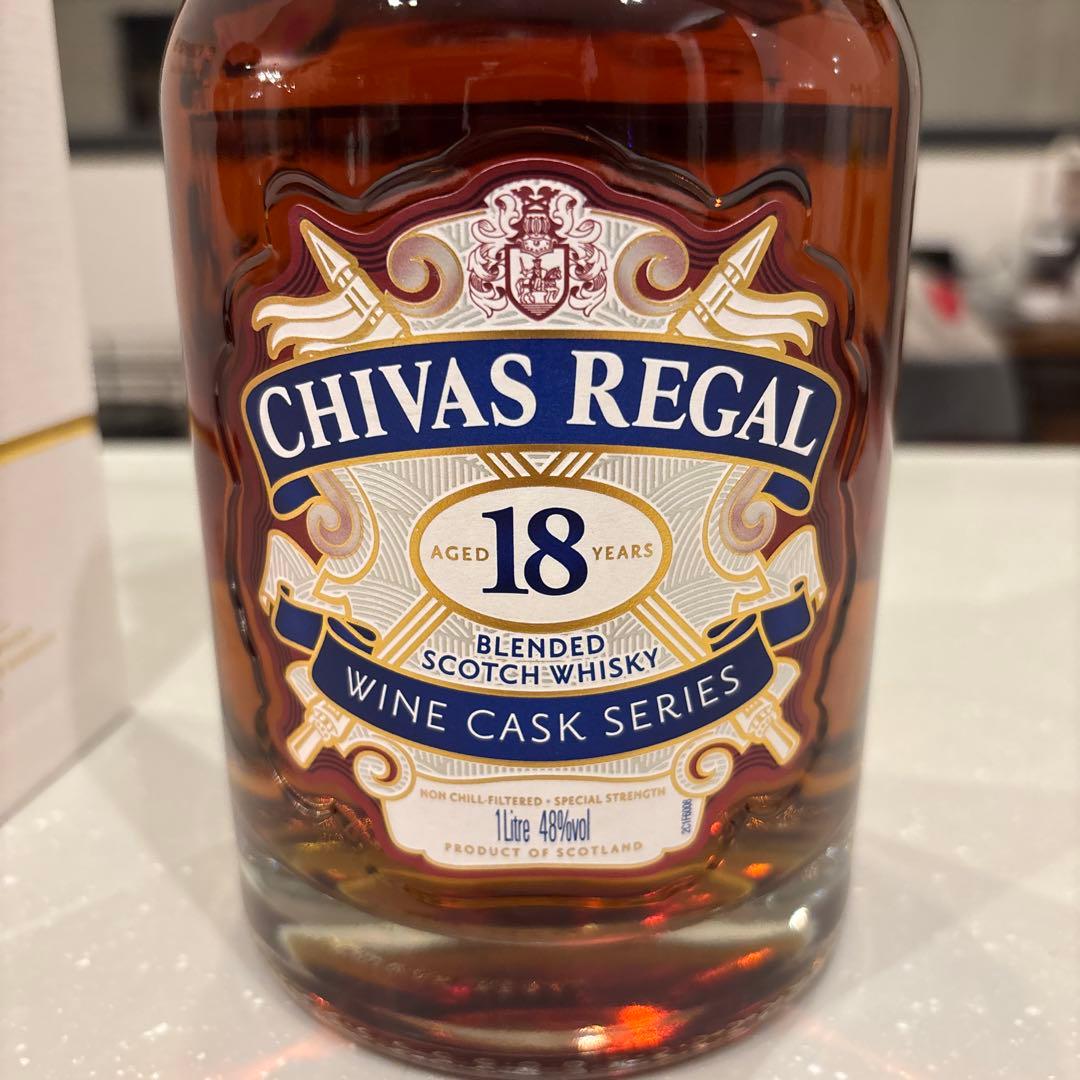 CHIVAS REGAL
AGED 18 YEARS
BLENDED
SCOTCH WHISKY
WINE CASK SERIES
NON CHILL-FILTERED • SPECIAL STRENGTH
1 Litre 48%vol
PRODUCT OF SCOTLAND